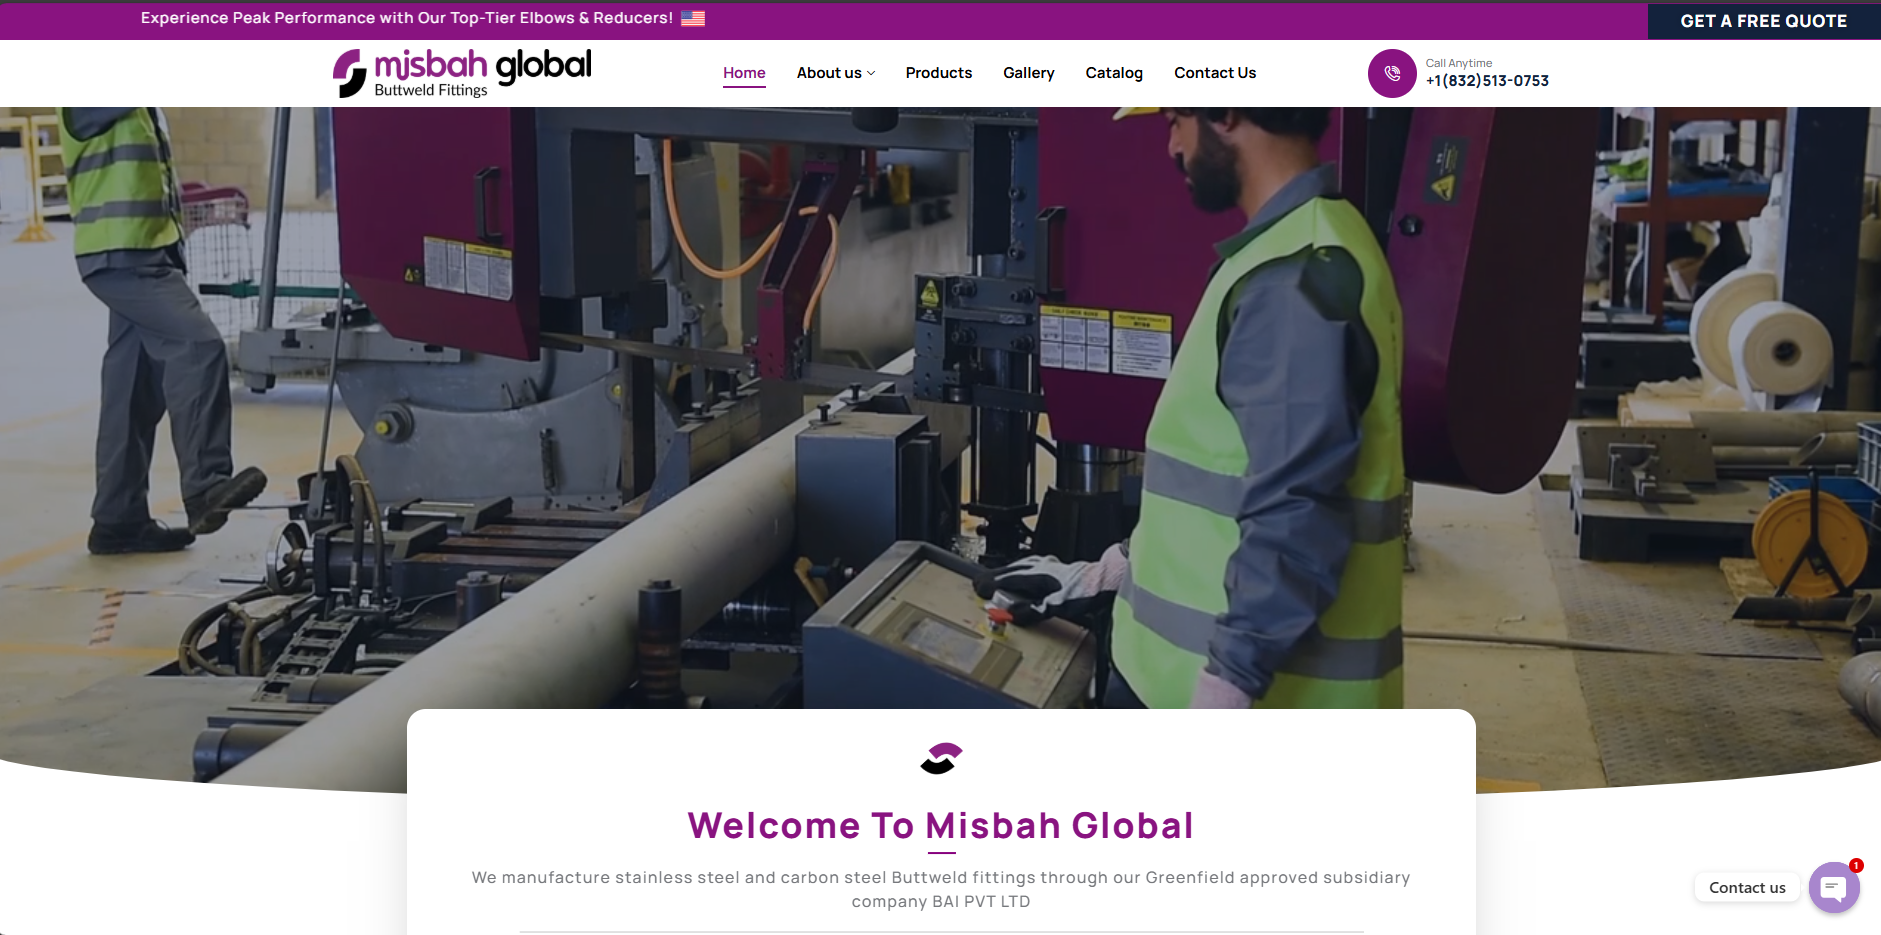 Experience Peak Performance with Our Top-Tier Elbows & Reducers!
GET A FREE QUOTE
misbah global
Buttweld Fittings
Home
About us
Products
Gallery
Catalog
Contact Us
Call Anytime
+1(832)513-0753
Welcome To Misbah Global
We manufacture stainless steel and carbon steel Buttweld fittings through our Greenfield approved subsidiary
company BAI PVT LTD
Contact us
1